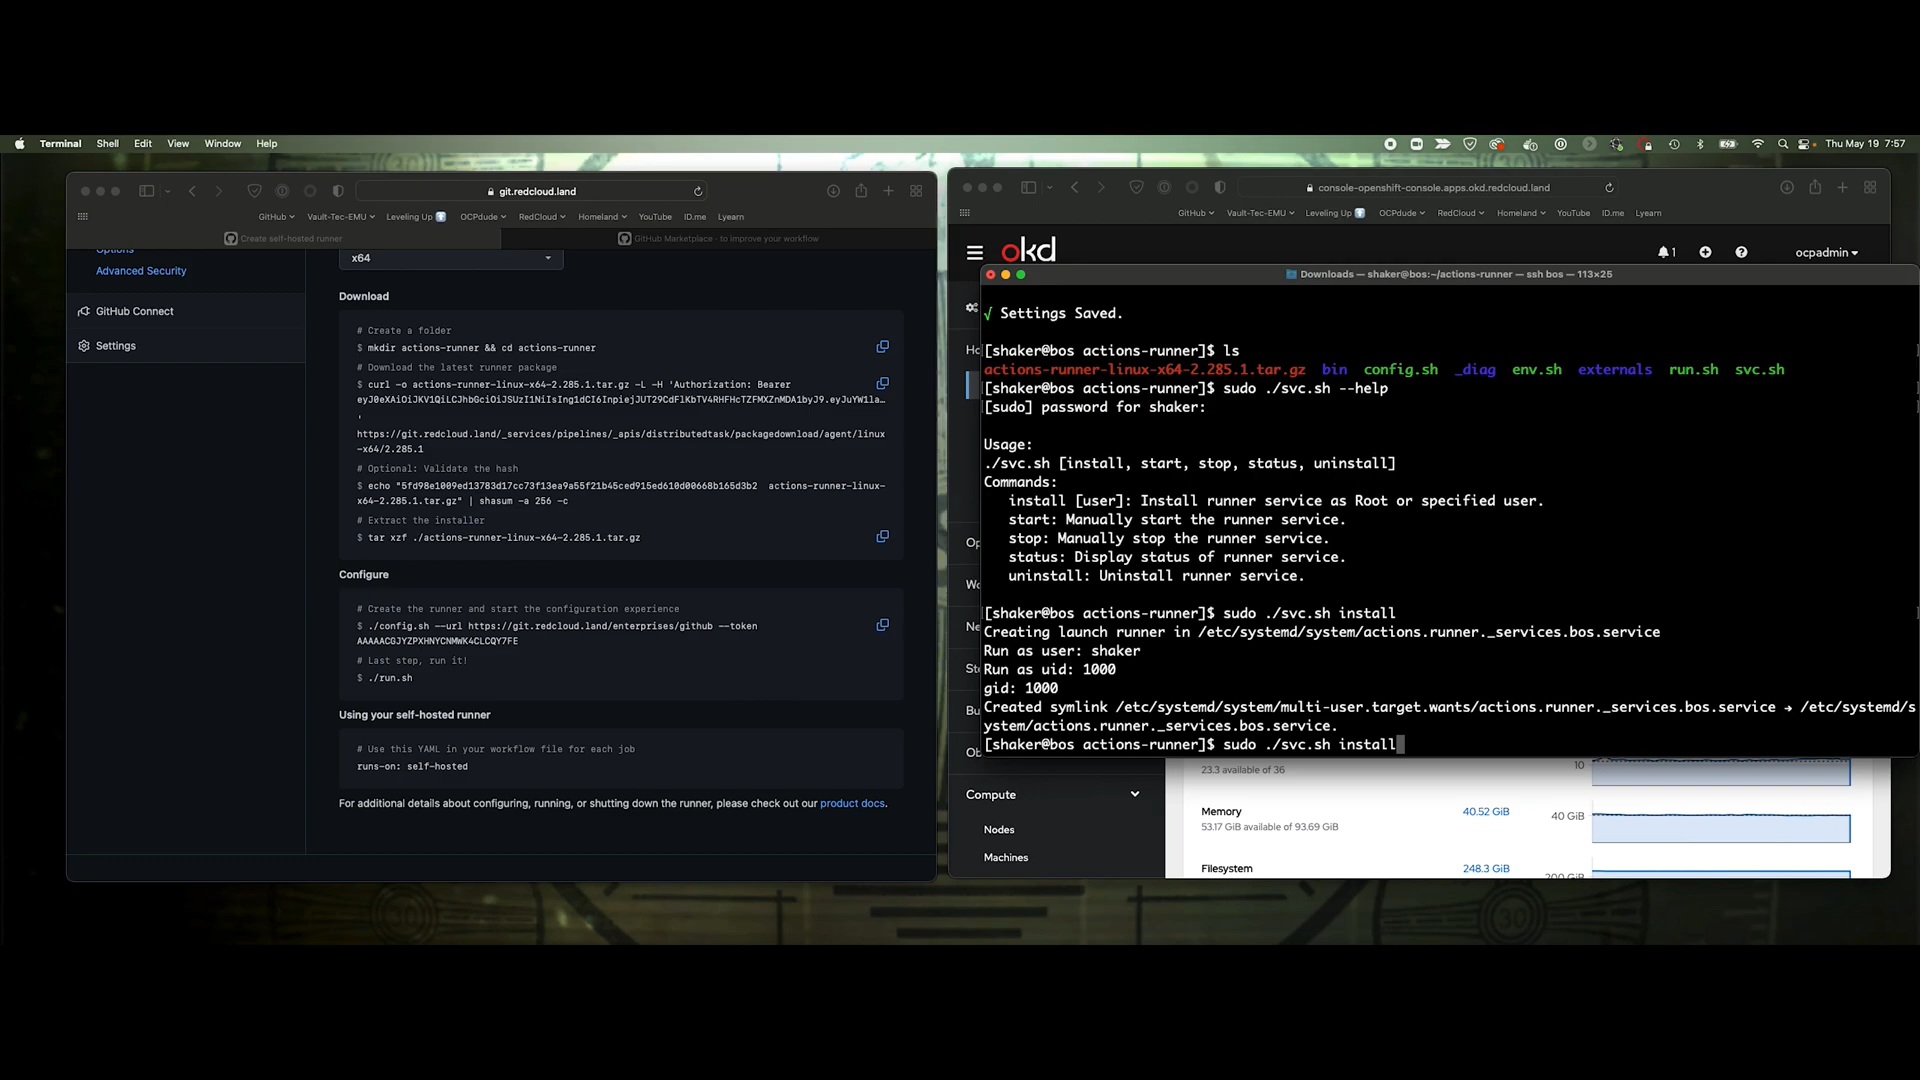 Terminal Shell Edit View Window Help Thu May 19 7:57
git.redcloud.land
GitHub Vault-Tec-EMU Leveling Up OCPdude RedCloud Homeland YouTube ID.me Lyearn
Create self-hosted runner GitHub Marketplace · to improve your workflow
Options
Advanced Security
GitHub Connect
Settings
x64
Download
# Create a folder
$ mkdir actions-runner && cd actions-runner
# Download the latest runner package
$ curl -o actions-runner-linux-x64-2.285.1.tar.gz -L -H 'Authorization: Bearer
'
https://git.redcloud.land/_services/pipelines/_apis/distributedtask/packagedownload/agent/linux
-x64/2.285.1
# Optional: Validate the hash
$ echo "5fd98e1009ed13783d17cc73f13ea9a55f21b45ced915ed610d00668b165d3b2 actions-runner-linux-
x64-2.285.1.tar.gz" | shasum -a 256 -c
# Extract the installer
$ tar xzf ./actions-runner-linux-x64-2.285.1.tar.gz
Configure
# Create the runner and start the configuration experience
$ ./config.sh --url https://git.redcloud.land/enterprises/github --token
AAAAACGJYZPXHNYCNMWK4CLCQY7FE
# Last step, run it!
$ ./run.sh
Using your self-hosted runner
# Use this YAML in your workflow file for each job
runs-on: self-hosted
For additional details about configuring, running, or shutting down the runner, please check out our product docs.
console-openshift-console.apps.okd.redcloud.land
GitHub Vault-Tec-EMU Leveling Up OCPdude RedCloud Homeland YouTube ID.me Lyearn
okd 1 ocpadmin
Downloads — shaker@bos:~/actions-runner — ssh bos — 113×25
√ Settings Saved.
[shaker@bos actions-runner]$ ls
actions-runner-linux-x64-2.285.1.tar.gz bin config.sh _diag env.sh externals run.sh svc.sh
[shaker@bos actions-runner]$ sudo ./svc.sh --help
[sudo] password for shaker:
Usage:
./svc.sh [install, start, stop, status, uninstall]
Commands:
install [user]: Install runner service as Root or specified user.
start: Manually start the runner service.
stop: Manually stop the runner service.
status: Display status of runner service.
uninstall: Uninstall runner service.
[shaker@bos actions-runner]$ sudo ./svc.sh install
Creating launch runner in /etc/systemd/system/actions.runner._services.bos.service
Run as user: shaker
Run as uid: 1000
gid: 1000
Created symlink /etc/systemd/system/multi-user.target.wants/actions.runner._services.bos.service → /etc/systemd/s
ystem/actions.runner._services.bos.service.
[shaker@bos actions-runner]$ sudo ./svc.sh install
Compute
Nodes
Machines
23.3 available of 36
10
Memory 40.52 GiB
53.17 GiB available of 93.69 GiB
40 GiB
Filesystem 248.3 GiB
200 GiB